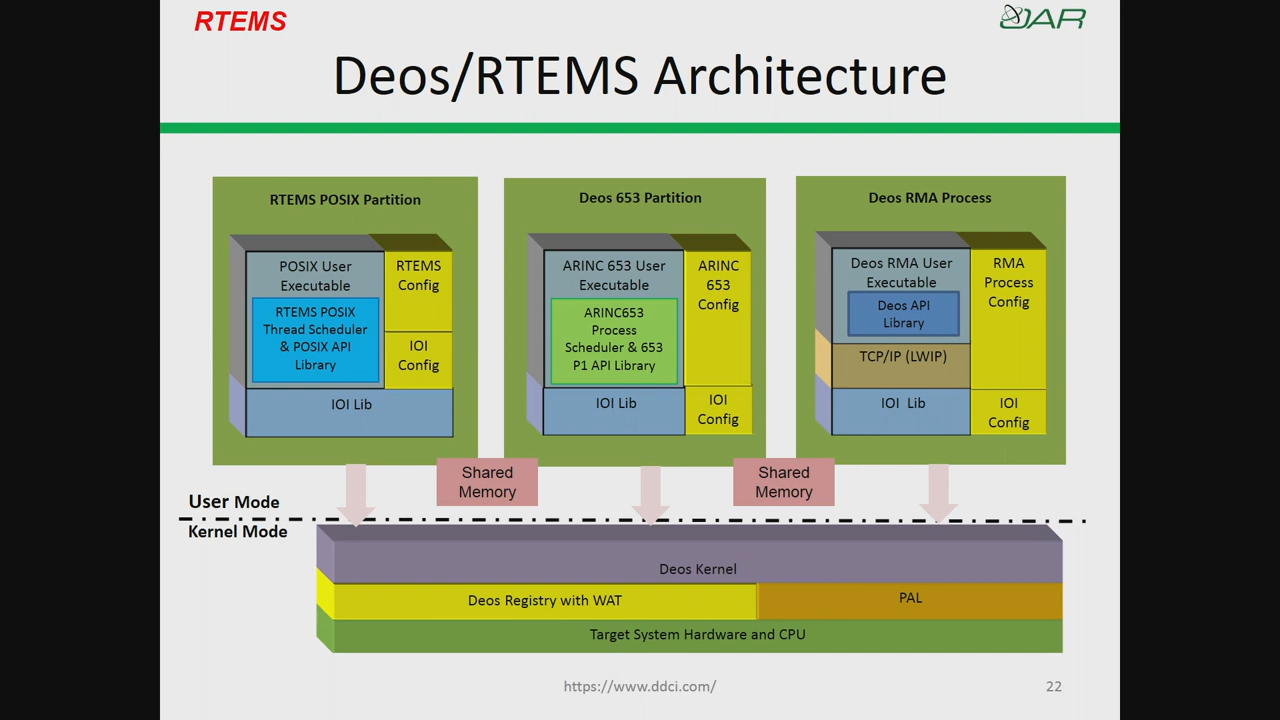 RTEMS
OAR
Deos/RTEMS Architecture
RTEMS POSIX Partition
POSIX User
Executable
RTEMS POSIX
Thread Scheduler
& POSIX API
Library
RTEMS
Config
IOI
Config
IOI Lib
Deos 653 Partition
ARINC 653 User
Executable
ARINC653
Process
Scheduler & 653
P1 API Library
ARINC
653
Config
IOI Lib
IOI
Config
Deos RMA Process
Deos RMA User
Executable
Deos API
Library
TCP/IP (LWIP)
RMA
Process
Config
IOI Lib
IOI
Config
Shared
Memory
Shared
Memory
User Mode
Kernel Mode
Deos Kernel
Deos Registry with WAT
PAL
Target System Hardware and CPU
https://www.ddci.com/
22